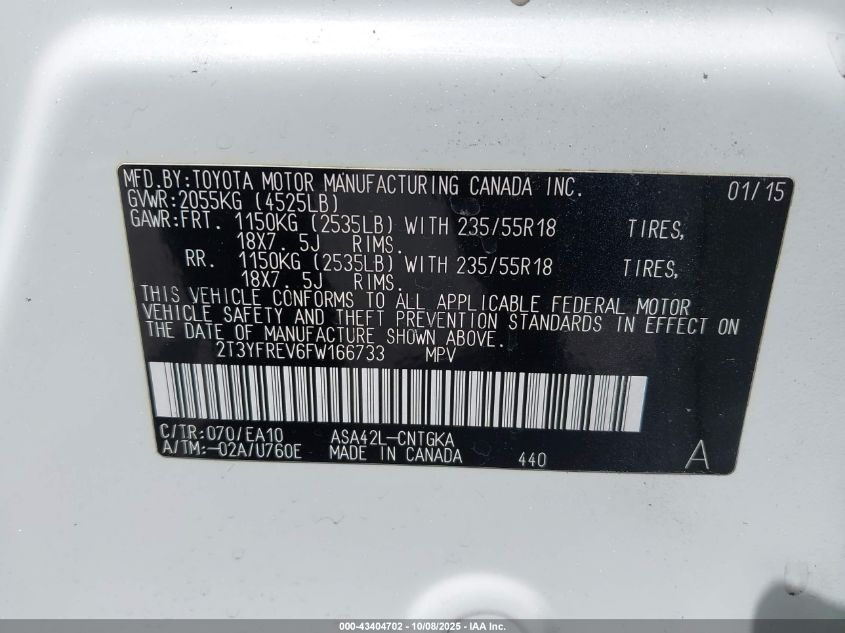 MFD.BY:TOYOTA MOTOR MANUFACTURING CANADA INC. 01/15
GVWR:2055KG (4525LB)
GAWR:FRT. 1150KG (2535LB) WITH 235/55R18 TIRES,
18X7. 5J RIMS.
RR. 1150KG (2535LB) WITH 235/55R18 TIRES,
18X7. 5J RIMS.
THIS VEHICLE CONFORMS TO ALL APPLICABLE FEDERAL MOTOR
VEHICLE SAFETY AND THEFT PREVENTION STANDARDS IN EFFECT ON
THE DATE OF MANUFACTURE SHOWN ABOVE.
2T3YFREV6FW166733 MPV
C/TR:070/EA10 ASA42L-CNTGKA
A/TM:-02A/U760E MADE IN CANADA 440 A
000-43404702 - 10/08/2025 - IAA Inc.